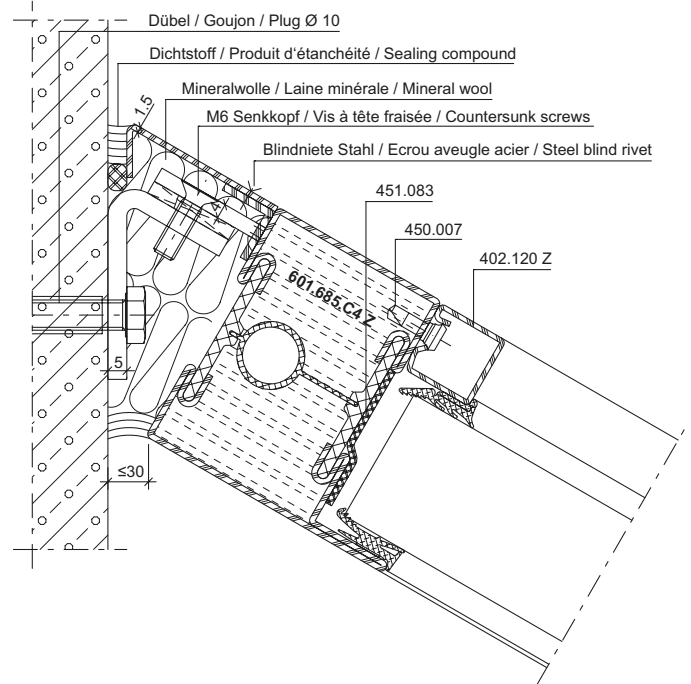 Dübel / Goujon / Plug Ø 10
Dichtstoff / Produit d‘étanchéité / Sealing compound
Mineralwolle / Laine minérale / Mineral wool
1.5
M6 Senkkopf / Vis à tête fraisée / Countersunk screws
Blindniete Stahl / Ecrou aveugle acier / Steel blind rivet
451.083
4
450.007
402.120 Z
601.685.C4 Z
5
≤30